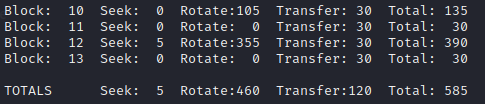 Block:  10  Seek:  0  Rotate:105  Transfer: 30  Total: 135
Block:  11  Seek:  0  Rotate:  0  Transfer: 30  Total:  30
Block:  12  Seek:  5  Rotate:355  Transfer: 30  Total: 390
Block:  13  Seek:  0  Rotate:  0  Transfer: 30  Total:  30
TOTALS      Seek:  5  Rotate:460  Transfer:120  Total: 585